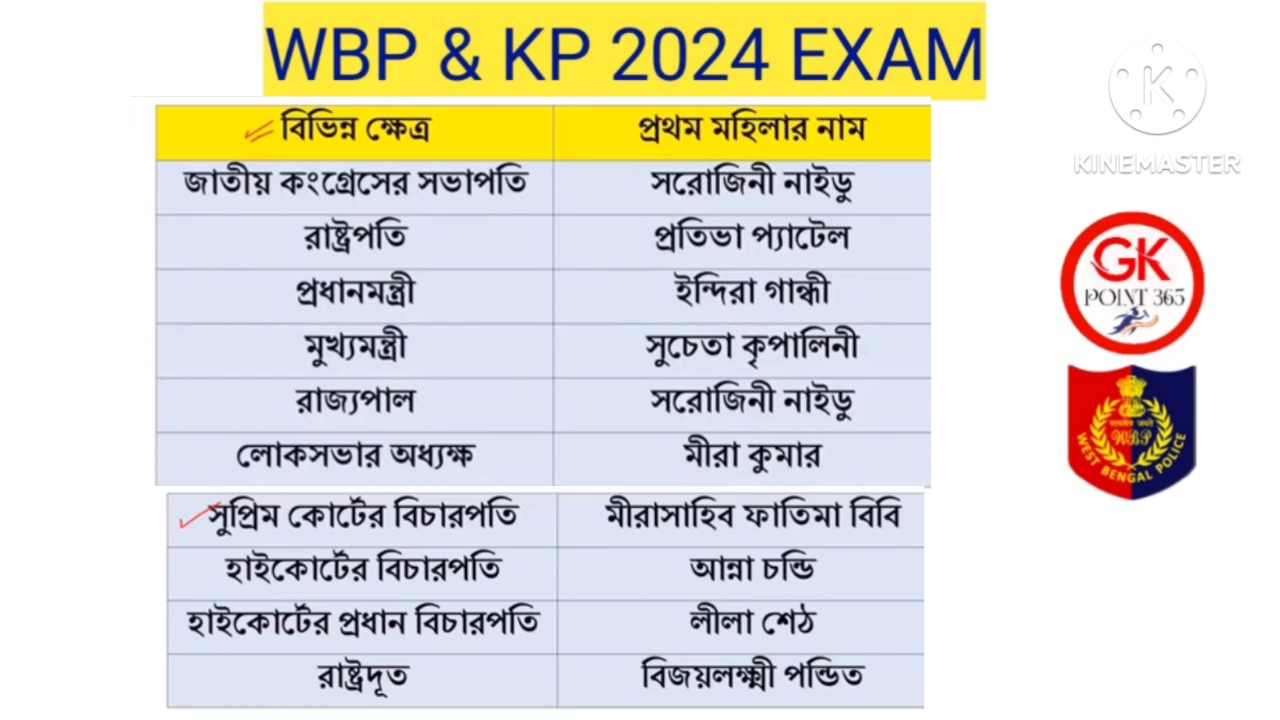 WBP & KP 2024 EXAM
বিভিন্ন ক্ষেত্র প্রথম মহিলার নাম
জাতীয় কংগ্রেসের সভাপতি সরোজিনী নাইডু
রাষ্ট্রপতি প্রতিভা প্যাটেল
প্রধানমন্ত্রী ইন্দিরা গান্ধী
মুখ্যমন্ত্রী সুচেতা কৃপালিনী
রাজ্যপাল সরোজিনী নাইডু
লোকসভার অধ্যক্ষ মীরা কুমার
সুপ্রিম কোর্টের বিচারপতি মীরাসাহিব ফাতিমা বিবি
হাইকোর্টের বিচারপতি আন্না চন্ডি
হাইকোর্টের প্রধান বিচারপতি লীলা শেঠ
রাষ্ট্রদূত বিজয়লক্ষ্মী পন্ডিত
K
KINEMASTER
GK
POINT 365
WBP
WEST BENGAL POLICE